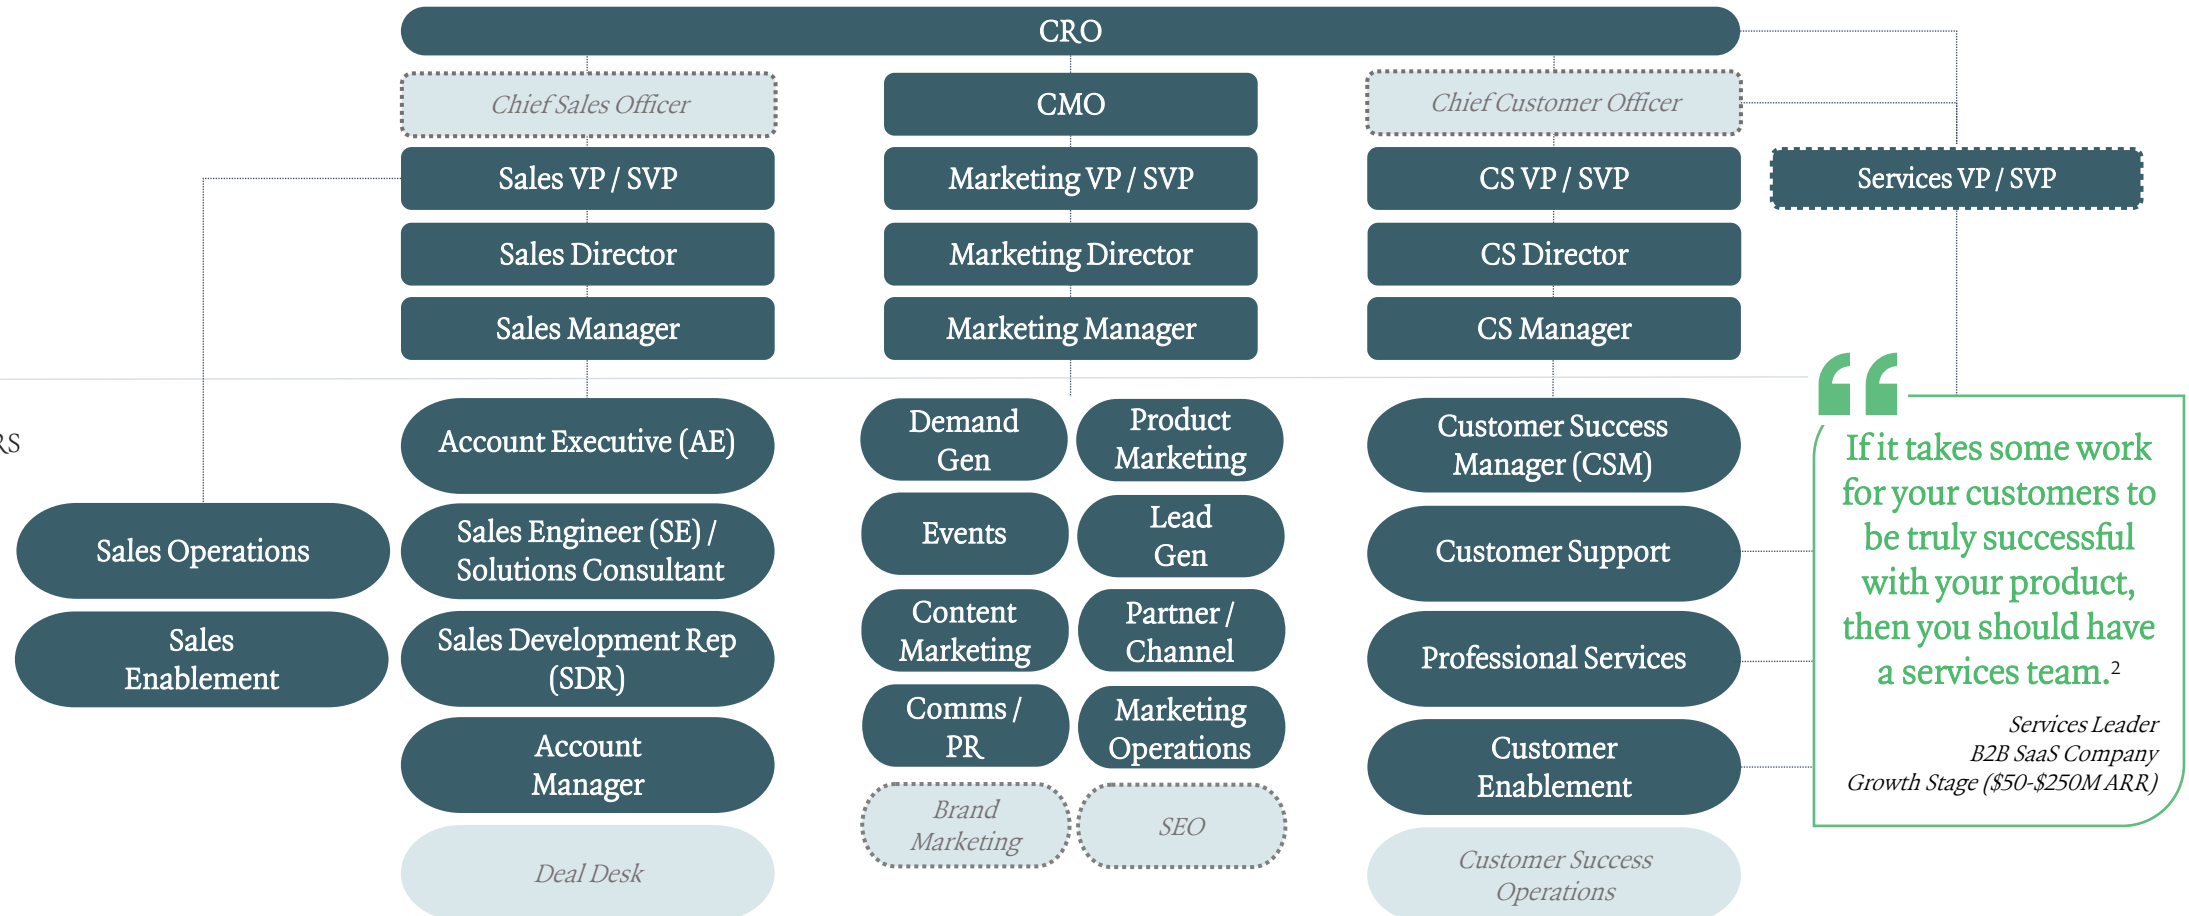 CRO
Chief Sales Officer
CMO
Chief Customer Officer
Sales VP / SVP
Marketing VP / SVP
CS VP / SVP
Services VP / SVP
Sales Director
Marketing Director
CS Director
Sales Manager
Marketing Manager
CS Manager
RS
Account Executive (AE)
Sales Operations
Sales Engineer (SE) /
Solutions Consultant
Sales
Enablement
Sales Development Rep
(SDR)
Account
Manager
Deal Desk
Demand
Gen
Product
Marketing
Events
Lead
Gen
Content
Marketing
Partner /
Channel
Comms /
PR
Marketing
Operations
Brand
Marketing
SEO
Customer Success
Manager (CSM)
Customer Support
Professional Services
Customer
Enablement
Customer Success
Operations
“
If it takes some work
for your customers to
be truly successful
with your product,
then you should have
a services team.²
Services Leader
B2B SaaS Company
Growth Stage ($50-$250M ARR)